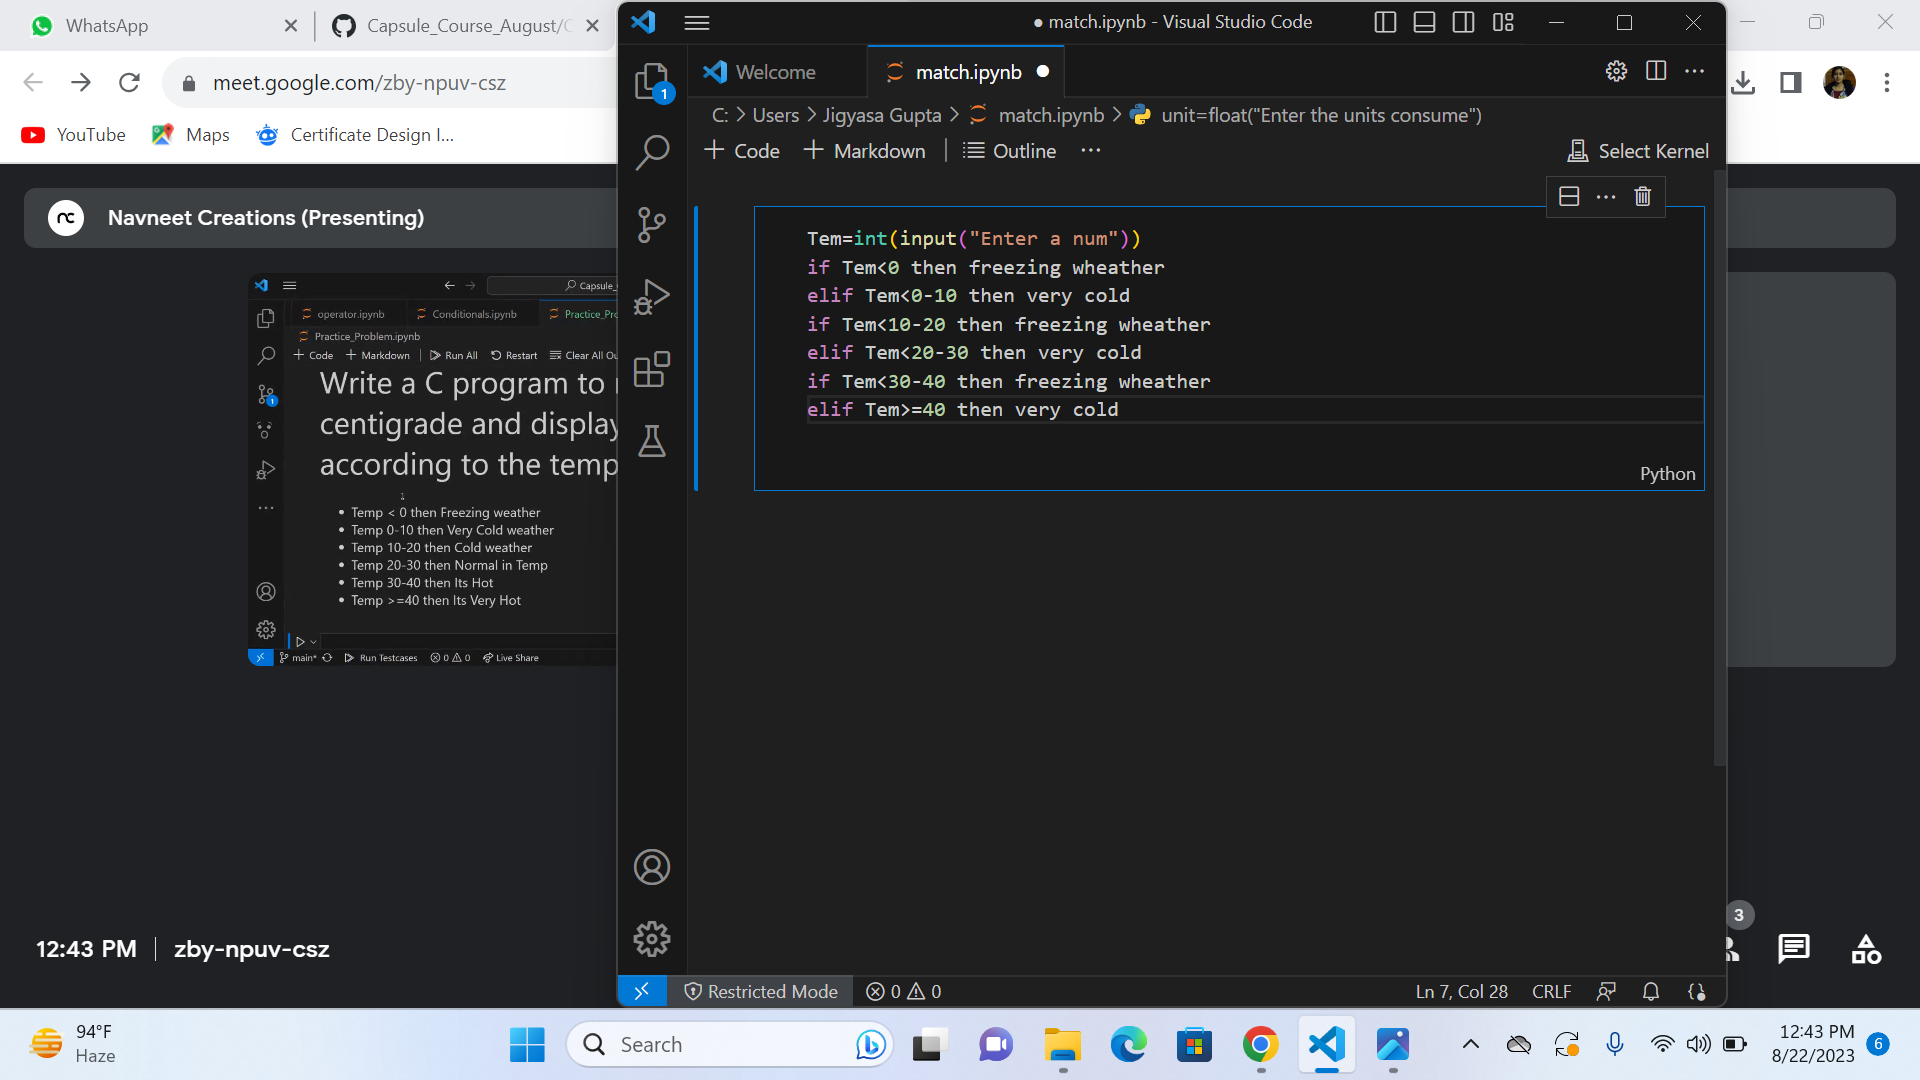 WhatsApp
Capsule_Course_August/
match.ipynb - Visual Studio Code
meet.google.com/zby-npuv-csz
Welcome
match.ipynb
1
YouTube
Maps
Certificate Design I...
C: > Users > Jigyasa Gupta > match.ipynb > unit=float("Enter the units consume")
+ Code + Markdown
Outline ...
Select Kernel
Navneet Creations (Presenting)
Tem=int(input("Enter a num"))
if Tem<0 then freezing wheather
elif Tem<0-10 then very cold
if Tem<10-20 then freezing wheather
elif Tem<20-30 then very cold
if Tem<30-40 then freezing wheather
elif Tem>=40 then very cold
Python
Capsule_
operator.ipynb
Conditionals.ipynb
Practice_Pro
Practice_Problem.ipynb
+ Code + Markdown
Run All
Restart
Clear All Ou
Write a C program to
centigrade and display
according to the temp
1
Temp < 0 then Freezing weather
Temp 0-10 then Very Cold weather
Temp 10-20 then Cold weather
Temp 20-30 then Normal in Temp
Temp 30-40 then Its Hot
Temp >=40 then Its Very Hot
main*
Run Testcases
0 0
Live Share
3
12:43 PM
zby-npuv-csz
Restricted Mode
0 0
Ln 7, Col 28
CRLF
94°F
Haze
Search
12:43 PM
8/22/2023
6